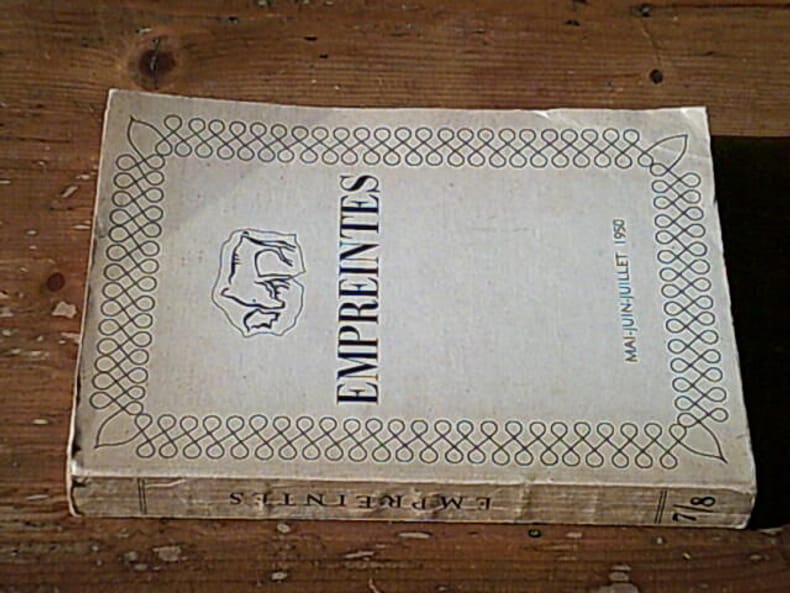 EMPREINTES
MAI-JUIN-JUILLET 1950
EMPREINTES
7/8